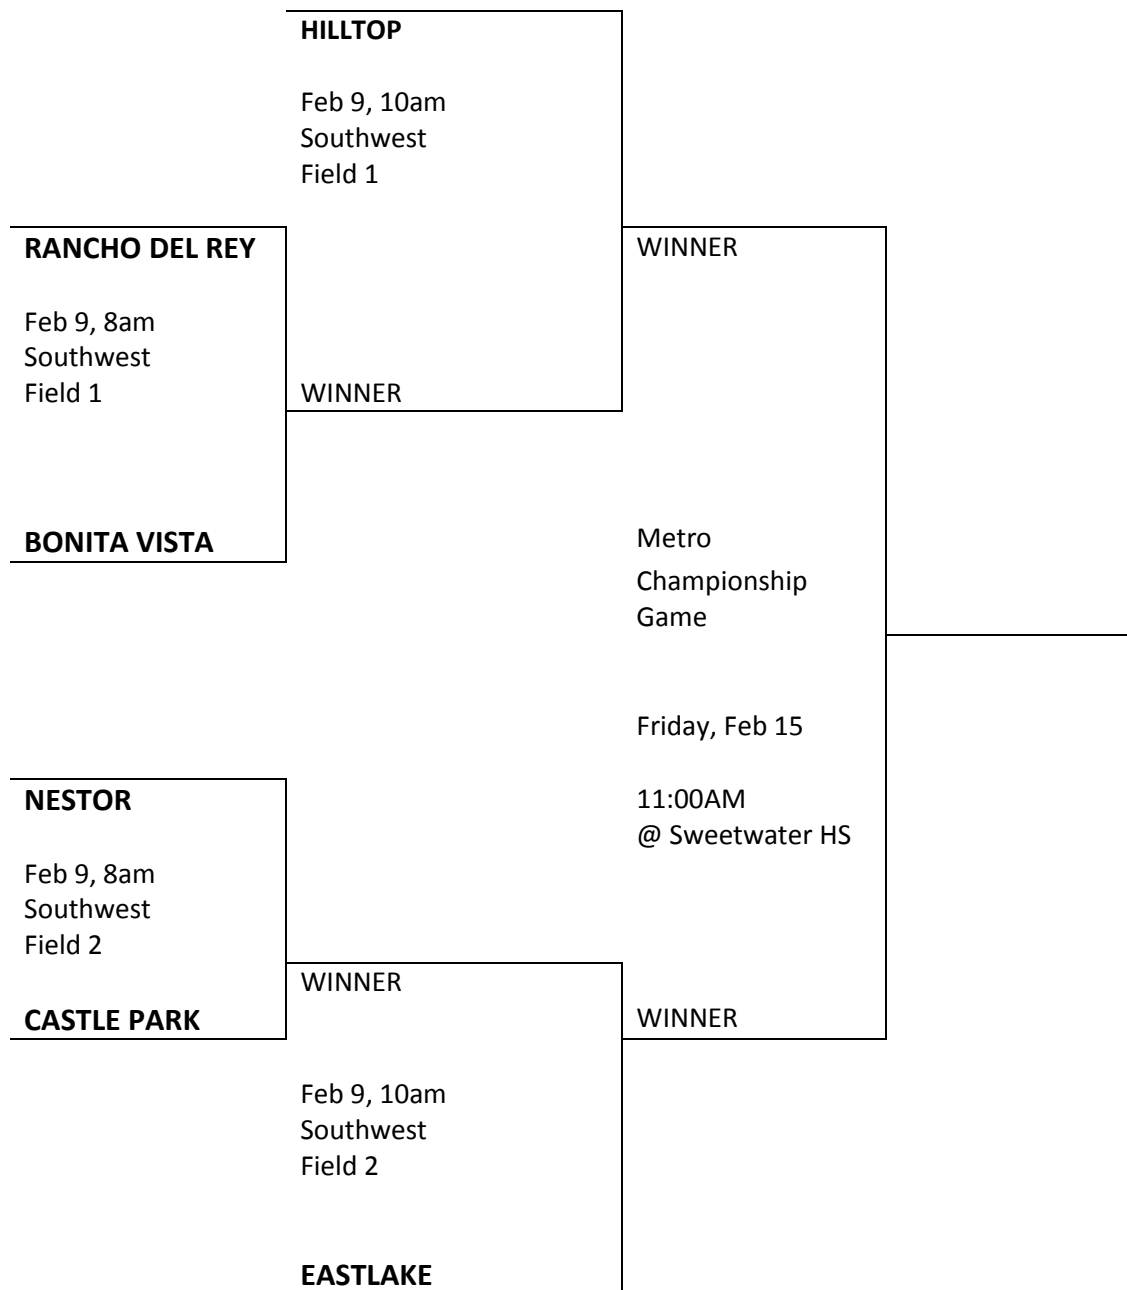 HILLTOP
Feb 9, 10am
Southwest
Field 1
RANCHO DEL REY
WINNER
Feb 9, 8am
Southwest
Field 1
WINNER
BONITA VISTA
Metro
Championship
Game
Friday, Feb 15
NESTOR
11:00AM
@ Sweetwater HS
Feb 9, 8am
Southwest
Field 2
WINNER
CASTLE PARK
WINNER
Feb 9, 10am
Southwest
Field 2
EASTLAKE